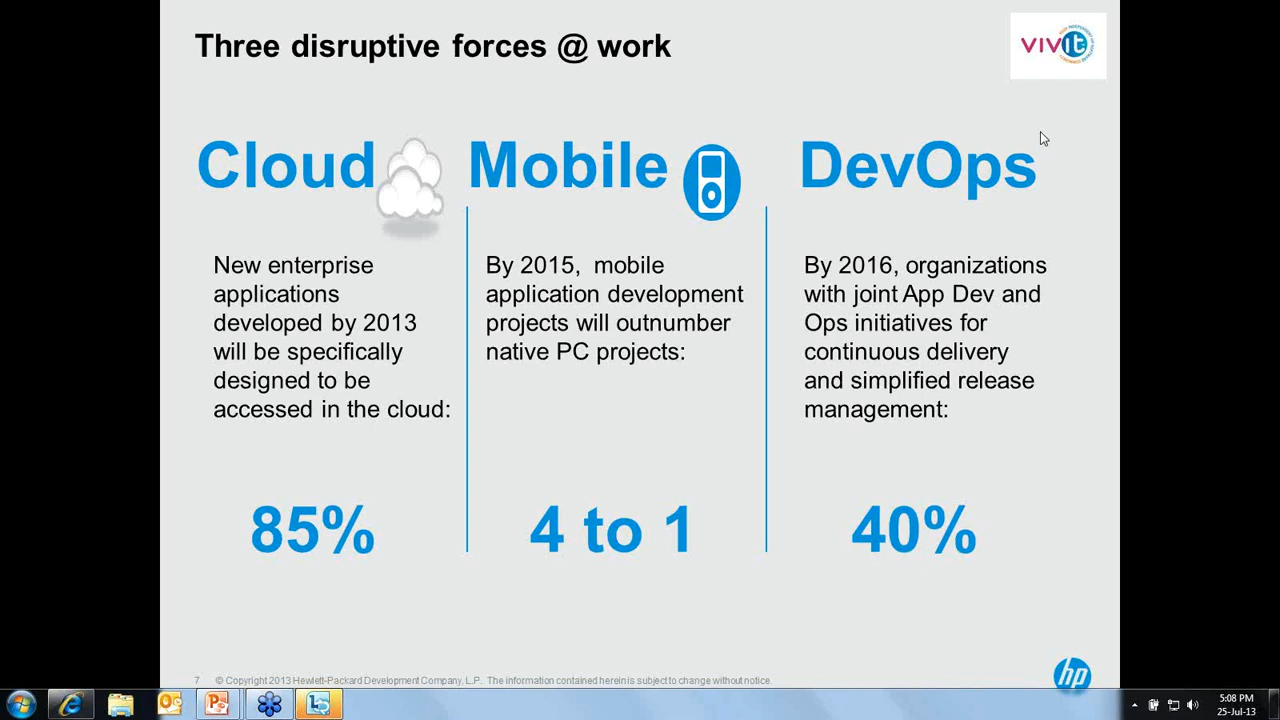 Three disruptive forces @ work
vivit
Cloud
Mobile
DevOps
New enterprise
applications
developed by 2013
will be specifically
designed to be
accessed in the cloud:
By 2015,  mobile
application development
projects will outnumber
native PC projects:
By 2016, organizations
with joint App Dev and
Ops initiatives for
continuous delivery
and simplified release
management:
85%
4 to 1
40%
7
© Copyright 2013 Hewlett-Packard Development Company, L.P.  The information contained herein is subject to change without notice.
hp
5:08 PM
25-Jul-13